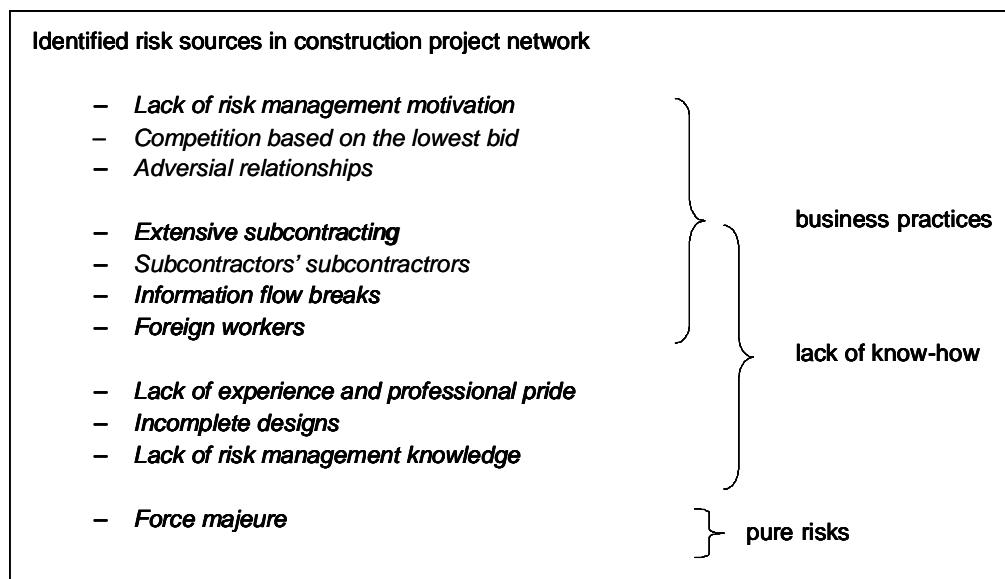 Identified risk sources in construction project network
– Lack of risk management motivation
– Competition based on the lowest bid
– Adversial relationships
business practices
– Extensive subcontracting
– Subcontractors' subcontractrors
– Information flow breaks
– Foreign workers
lack of know-how
– Lack of experience and professional pride
– Incomplete designs
– Lack of risk management knowledge
– Force majeure
pure risks